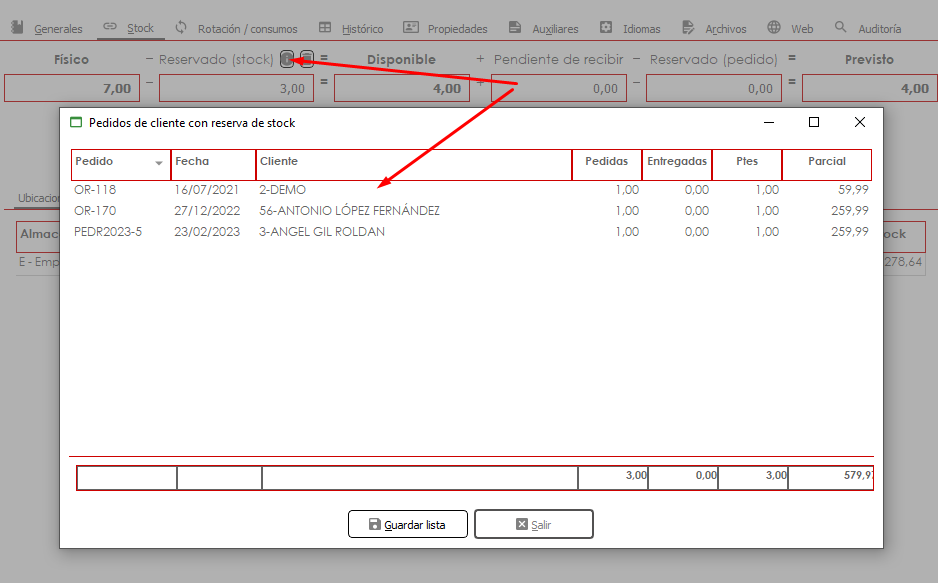 Generales Stock Rotación / consumos Histórico Propiedades Auxiliares Idiomas Archivos Web Auditoría
Físico − Reservado (stock) = Disponible + Pendiente de recibir − Reservado (pedido) = Previsto
7,00 − 3,00 = 4,00 + 0,00 − 0,00 = 4,00
Pedidos de cliente con reserva de stock
Pedido Fecha Cliente Pedidas Entregadas Ptes Parcial
OR-118 16/07/2021 2-DEMO 1,00 0,00 1,00 59,99
OR-170 27/12/2022 56-ANTONIO LÓPEZ FERNÁNDEZ 1,00 0,00 1,00 259,99
PEDR2023-5 23/02/2023 3-ANGEL GIL ROLDAN 1,00 0,00 1,00 259,99
3,00 0,00 3,00 579,97
Guardar lista Salir
278,64